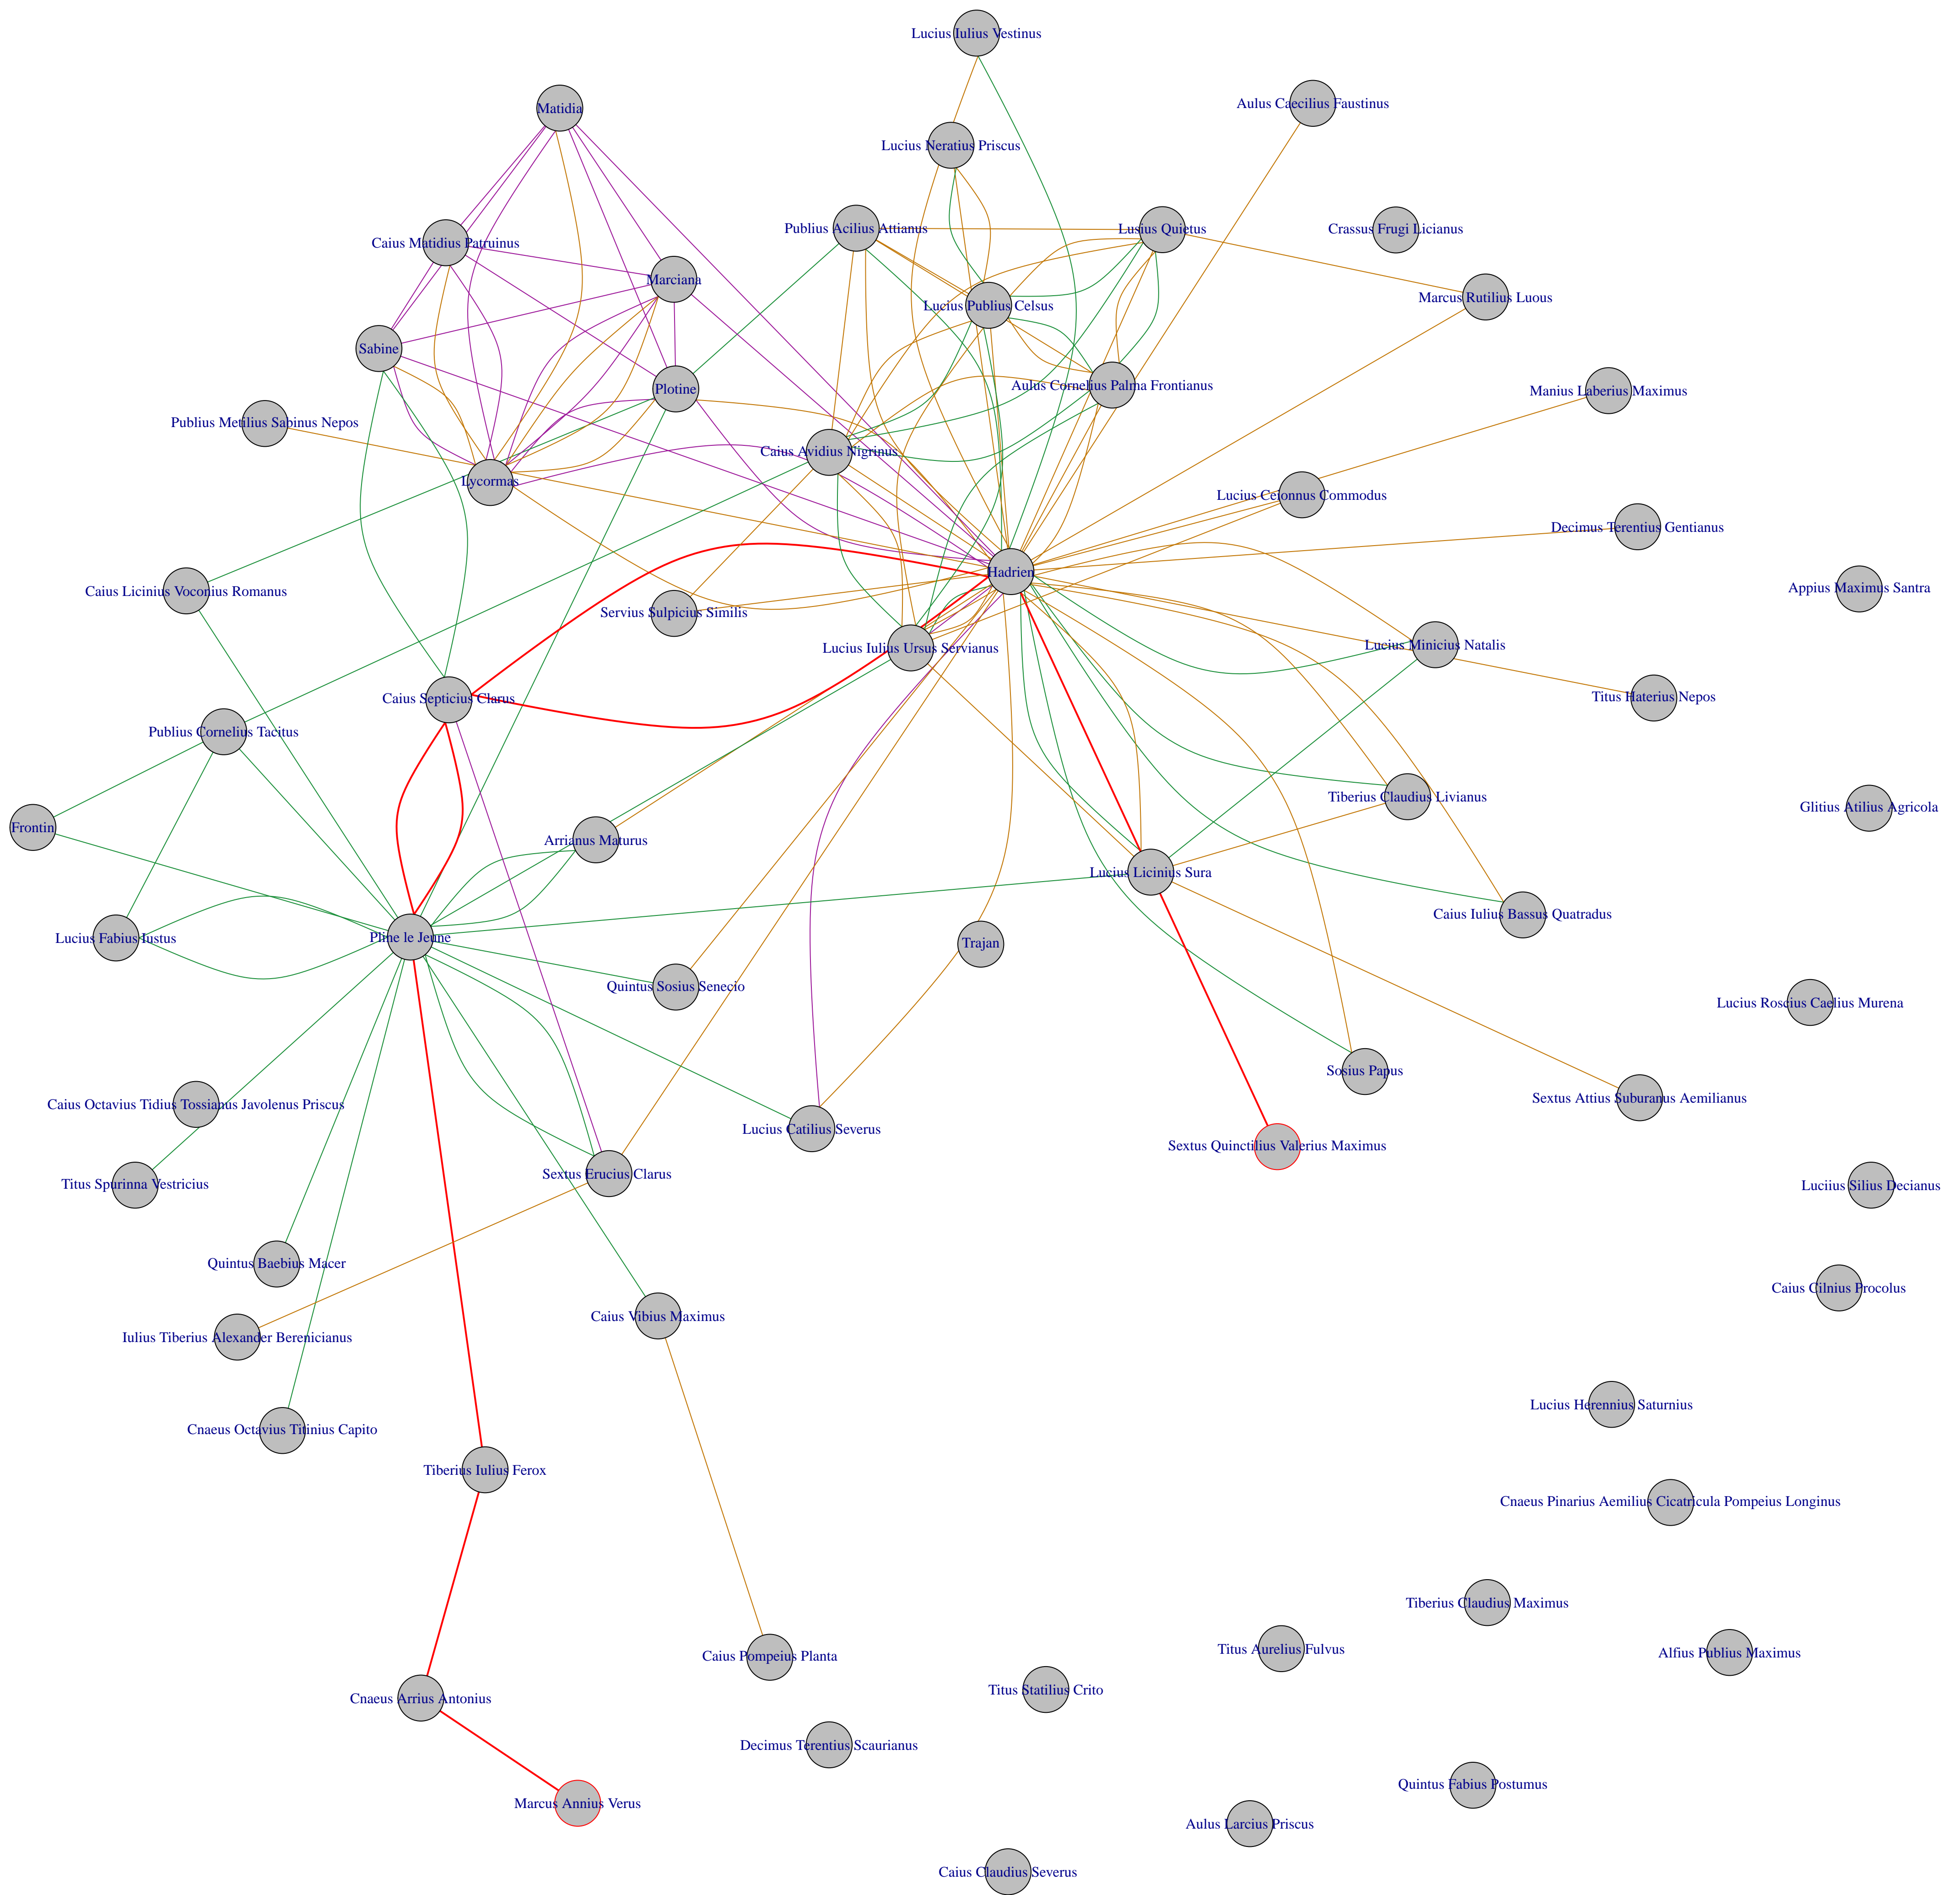 Lucius Iulius Vestinus
Aulus Caecilius Faustinus
Matidia
Lucius Neratius Priscus
Publius Acilius Attianus
Lusius Quietus
Crassus Frugi Licianus
Caius Matidius Patruinus
Marciana
Marcus Rutilius Luous
Lucius Publius Celsus
Sabine
Plotine
Aulus Cornelius Palma Frontianus
Manius Laberius Maximus
Publius Metilius Sabinus Nepos
Caius Avidius Nigrinus
Lycormas
Lucius Ceionnus Commodus
Decimus Terentius Gentianus
Hadrien
Caius Licinius Voconius Romanus
Appius Maximus Santra
Servius Sulpicius Similis
Lucius Iulius Ursus Servianus
Lucius Minicius Natalis
Caius Septicius Clarus
Titus Haterius Nepos
Publius Cornelius Tacitus
Tiberius Claudius Livianus
Glitius Atilius Agricola
Frontin
Arrianus Maturus
Lucius Licinius Sura
Caius Iulius Bassus Quatradus
Lucius Fabius Iustus
Pline le Jeune
Trajan
Quintus Sosius Senecio
Lucius Roscius Caelius Murena
Sosius Papus
Sextus Attius Suburanus Aemilianus
Caius Octavius Tidius Tossianus Javolenus Priscus
Lucius Catilius Severus
Sextus Quinctilius Valerius Maximus
Sextus Erucius Clarus
Titus Spurinna Vestricius
Luciius Silius Decianus
Quintus Baebius Macer
Caius Cilnius Procolus
Caius Vibius Maximus
Iulius Tiberius Alexander Berenicianus
Lucius Herennius Saturnius
Cnaeus Octavius Titinius Capito
Tiberius Iulius Ferox
Cnaeus Pinarius Aemilius Cicatricula Pompeius Longinus
Tiberius Claudius Maximus
Titus Aurelius Fulvus
Alfius Publius Maximus
Caius Pompeius Planta
Titus Statilius Crito
Cnaeus Arrius Antonius
Decimus Terentius Scaurianus
Quintus Fabius Postumus
Marcus Annius Verus
Aulus Larcius Priscus
Caius Claudius Severus